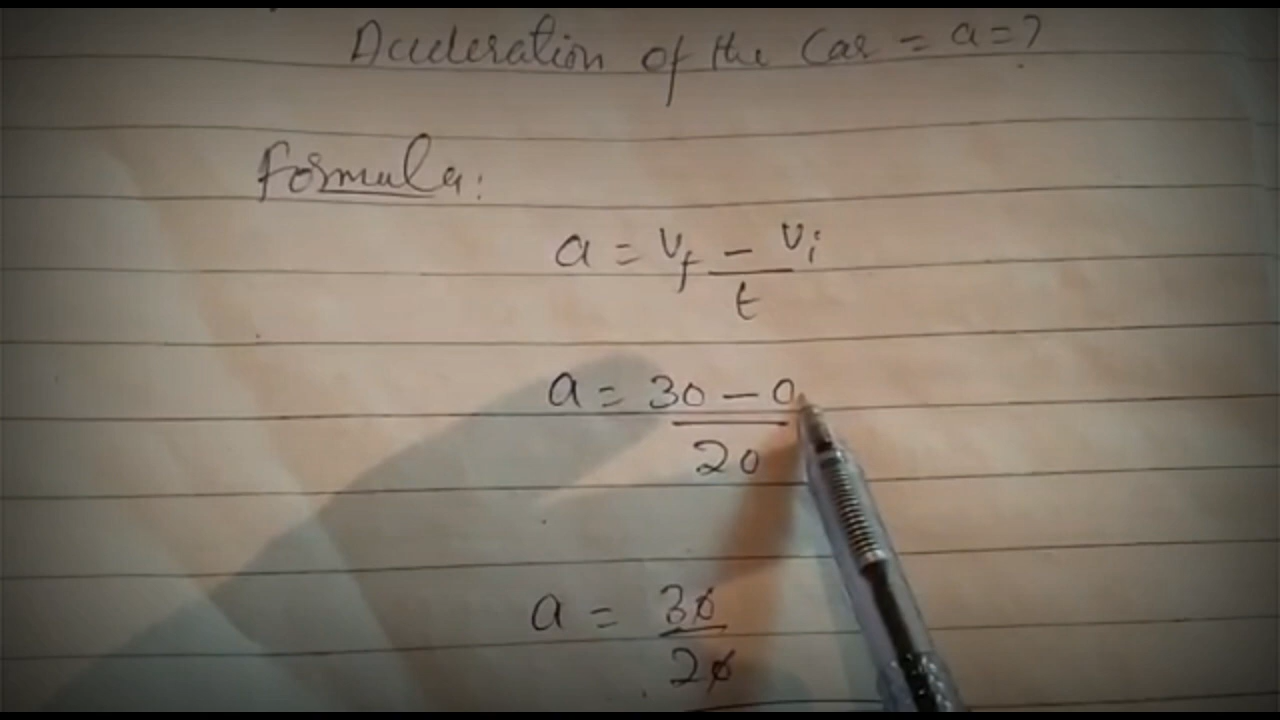 Acceleration of the Car = a = ?
Formula:
a = vf - vi
t
a = 30 - 0
20
a = 30
20